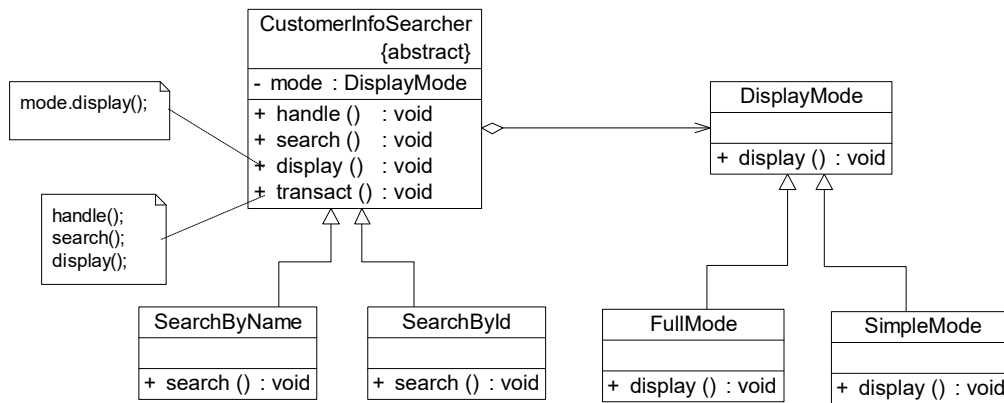 CustomerInfoSearcher
{abstract}
- mode : DisplayMode
+ handle () : void
+ search () : void
+ display () : void
+ transact () : void
mode.display();
handle();
search();
display();
DisplayMode
+ display () : void
SearchByName
+ search () : void
SearchById
+ search () : void
FullMode
+ display () : void
SimpleMode
+ display () : void